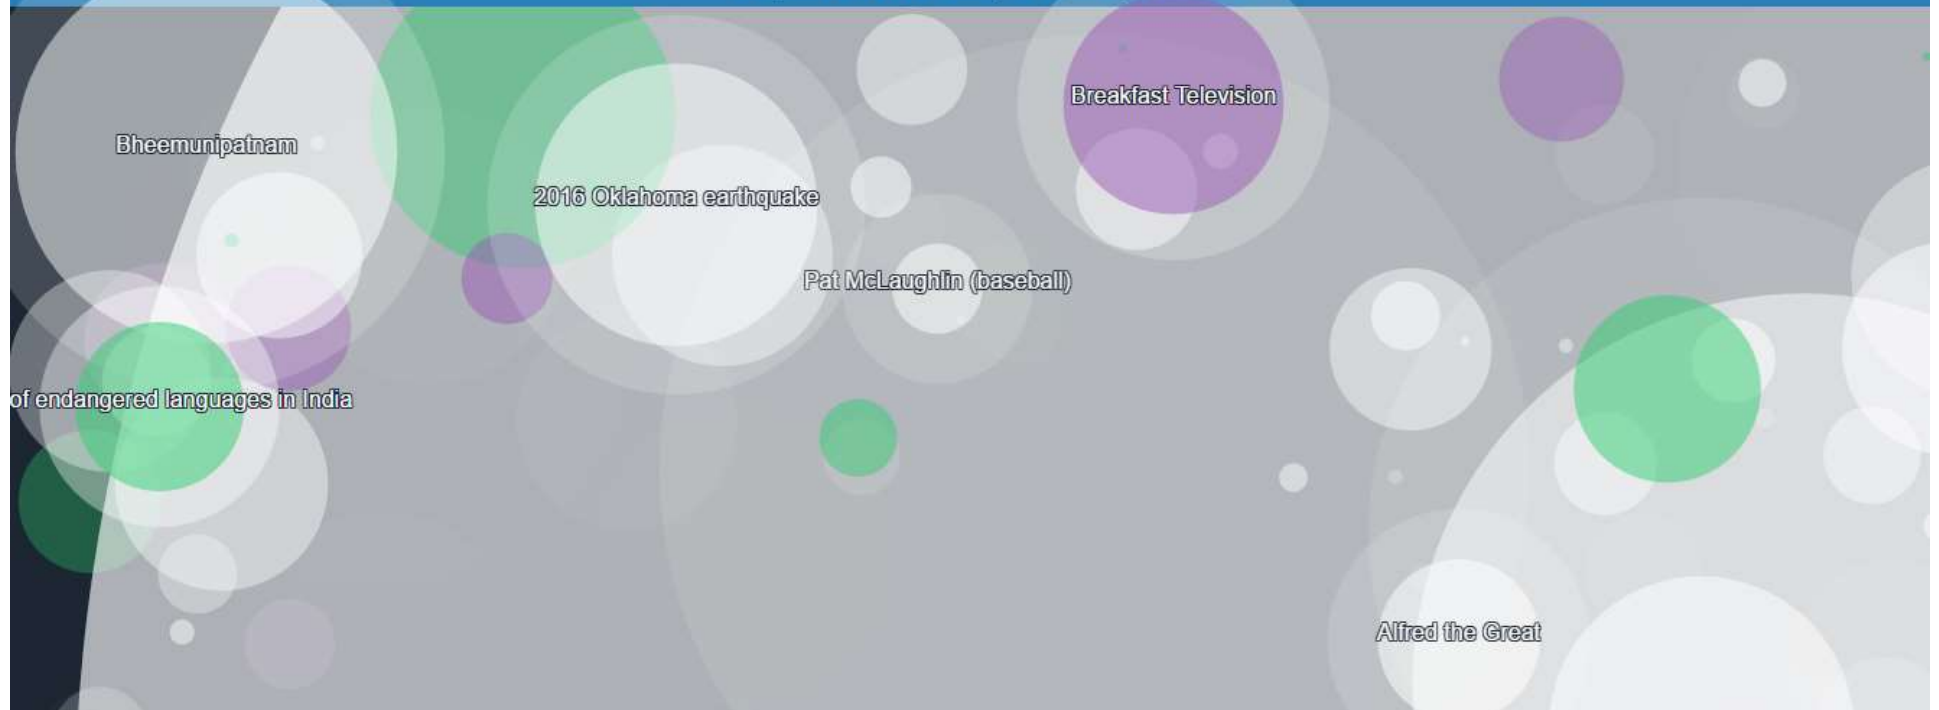 Breakfast Television
Bheemunipatnam
2016 Oklahoma earthquake
Pat McLaughlin (baseball)
of endangered languages in India
Alfred the Great